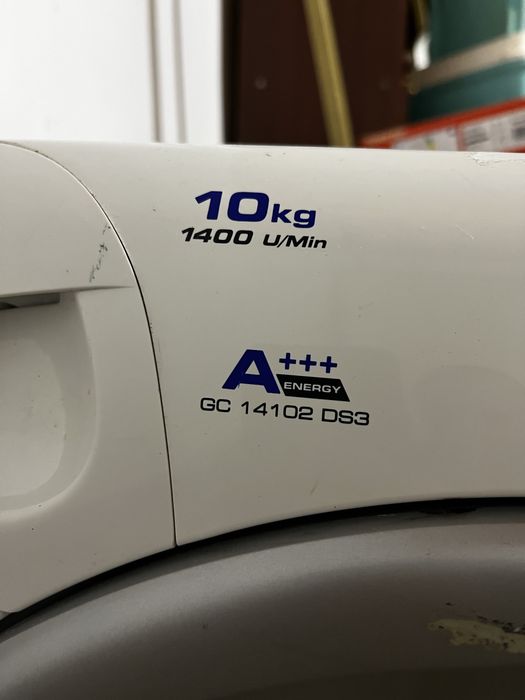 10kg
1400 U/Min
A+++
ENERGY
GC 14102 DS3